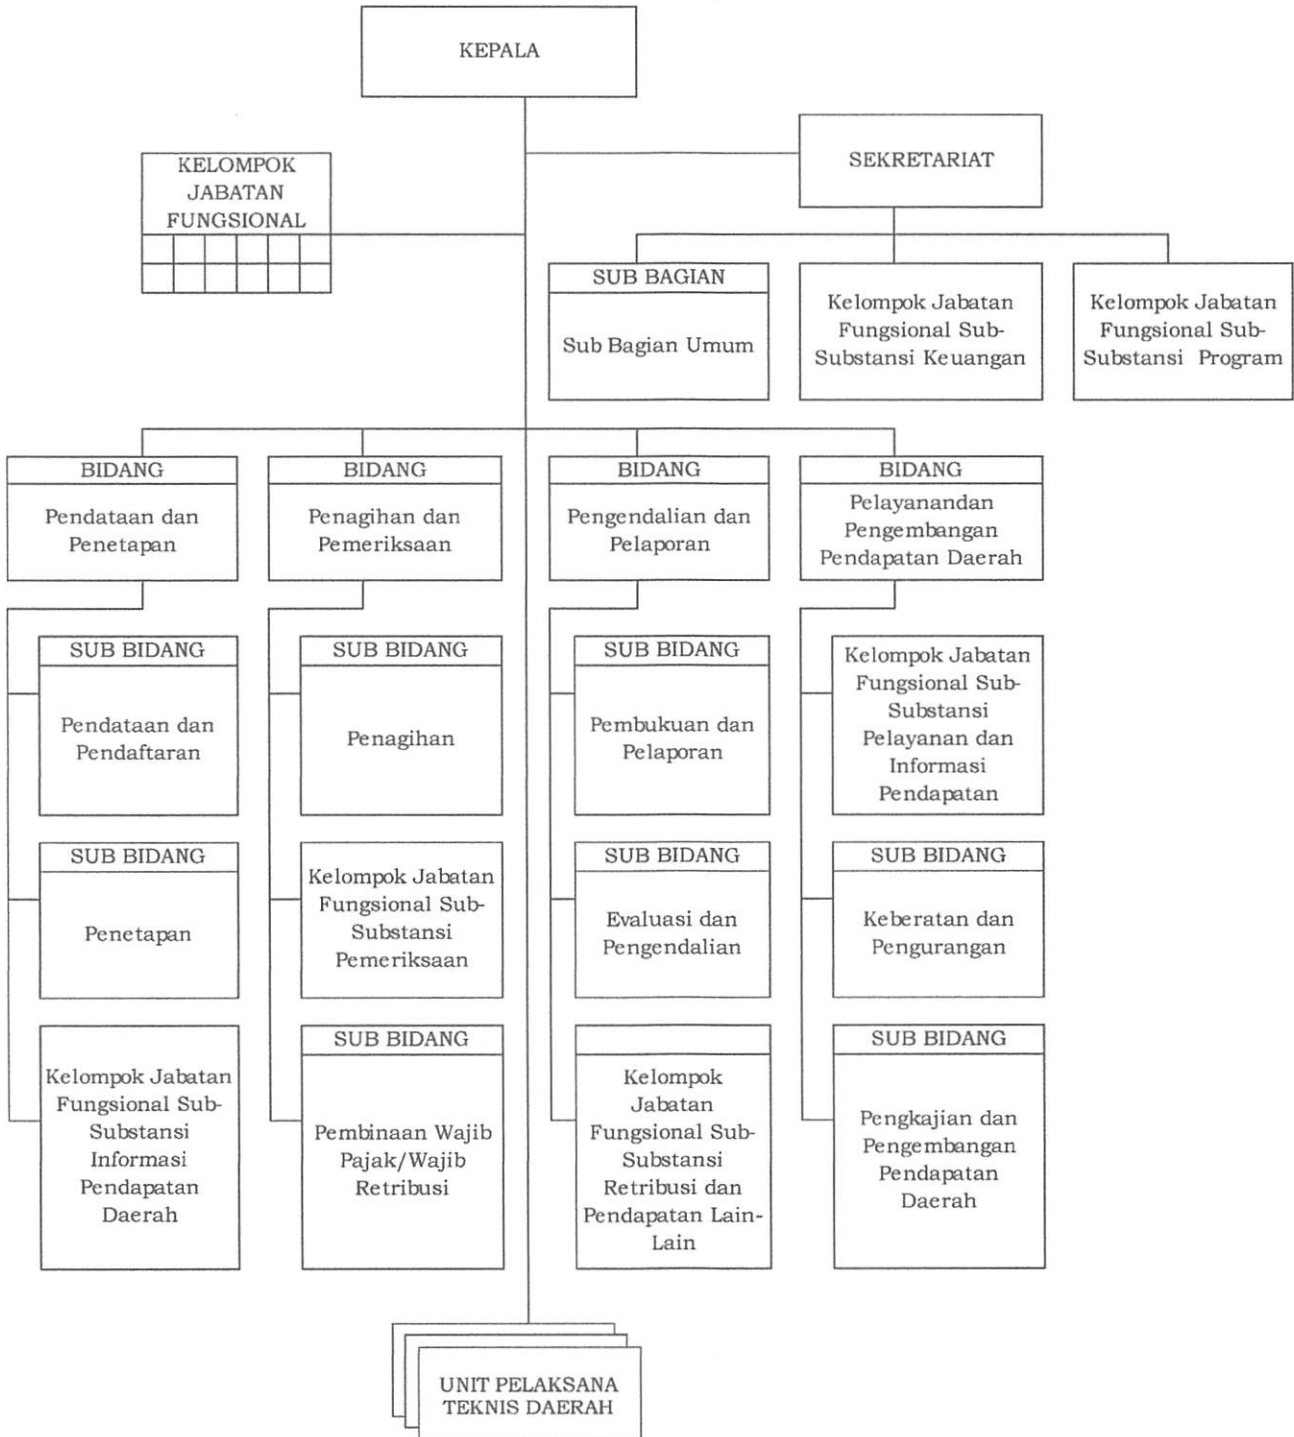 KEPALA
SEKRETARIAT
KELOMPOK
JABATAN
FUNGSIONAL
SUB BAGIAN
Sub Bagian Umum
Kelompok Jabatan
Fungsional Sub-
Substansi Keuangan
Kelompok Jabatan
Fungsional Sub-
Substansi Program
BIDANG
Pendataan dan
Penetapan
BIDANG
Penagihan dan
Pemeriksaan
BIDANG
Pengendalian dan
Pelaporan
BIDANG
Pelayanandan
Pengembangan
Pendapatan Daerah
SUB BIDANG
Pendataan dan
Pendaftaran
SUB BIDANG
Penagihan
SUB BIDANG
Pembukuan dan
Pelaporan
Kelompok Jabatan
Fungsional Sub-
Substansi
Pelayanan dan
Informasi
Pendapatan
SUB BIDANG
Penetapan
Kelompok Jabatan
Fungsional Sub-
Substansi
Pemeriksaan
SUB BIDANG
Evaluasi dan
Pengendalian
SUB BIDANG
Keberatan dan
Pengurangan
Kelompok Jabatan
Fungsional Sub-
Substansi
Informasi
Pendapatan
Daerah
SUB BIDANG
Pembinaan Wajib
Pajak/Wajib
Retribusi
Kelompok
Jabatan
Fungsional Sub-
Substansi
Retribusi dan
Pendapatan Lain-
Lain
SUB BIDANG
Pengkajian dan
Pengembangan
Pendapatan
Daerah
UNIT PELAKSANA
TEKNIS DAERAH